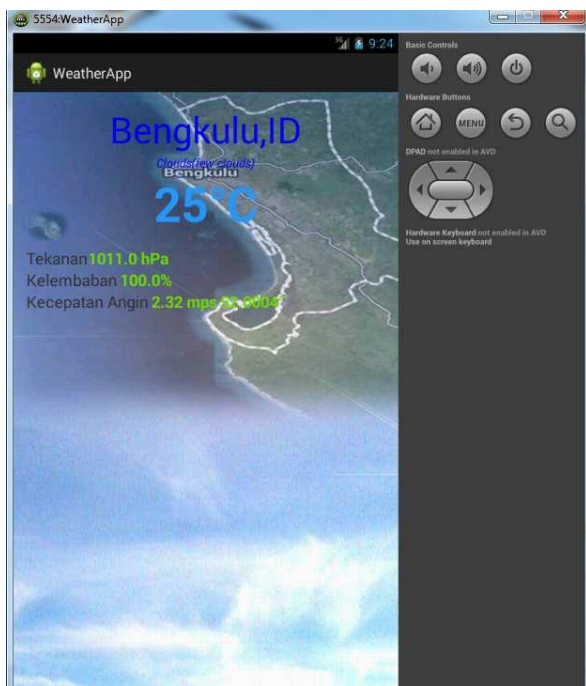 5554:WeatherApp
3G 9:24
WeatherApp
Bengkulu,ID
Clouds(few clouds)
Bengkulu
25°C
Tekanan 1011.0 hPa
Kelembaban 100.0%
Kecepatan Angin 2.32 mps
Basic Controls
Hardware Buttons
MENU
DPAD not enabled in AVD
Hardware Keyboard not enabled in AVD
Use on screen keyboard